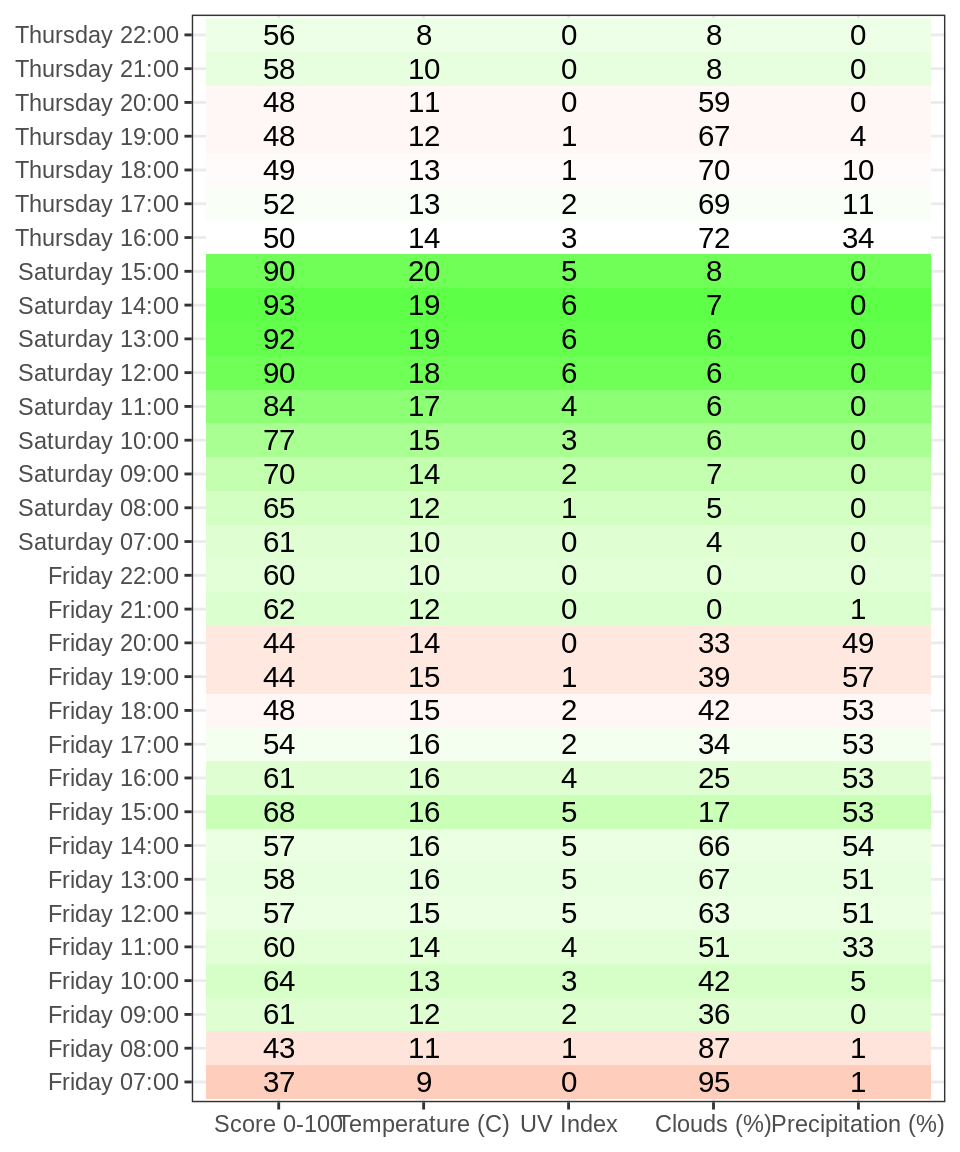 Thursday 22:00 56 8 0 8 0
Thursday 21:00 58 10 0 8 0
Thursday 20:00 48 11 0 59 0
Thursday 19:00 48 12 1 67 4
Thursday 18:00 49 13 1 70 10
Thursday 17:00 52 13 2 69 11
Thursday 16:00 50 14 3 72 34
Saturday 15:00 90 20 5 8 0
Saturday 14:00 93 19 6 7 0
Saturday 13:00 92 19 6 6 0
Saturday 12:00 90 18 6 6 0
Saturday 11:00 84 17 4 6 0
Saturday 10:00 77 15 3 6 0
Saturday 09:00 70 14 2 7 0
Saturday 08:00 65 12 1 5 0
Saturday 07:00 61 10 0 4 0
Friday 22:00 60 10 0 0 0
Friday 21:00 62 12 0 0 1
Friday 20:00 44 14 0 33 49
Friday 19:00 44 15 1 39 57
Friday 18:00 48 15 2 42 53
Friday 17:00 54 16 2 34 53
Friday 16:00 61 16 4 25 53
Friday 15:00 68 16 5 17 53
Friday 14:00 57 16 5 66 54
Friday 13:00 58 16 5 67 51
Friday 12:00 57 15 5 63 51
Friday 11:00 60 14 4 51 33
Friday 10:00 64 13 3 42 5
Friday 09:00 61 12 2 36 0
Friday 08:00 43 11 1 87 1
Friday 07:00 37 9 0 95 1
Score 0-100 Temperature (C) UV Index Clouds (%) Precipitation (%)